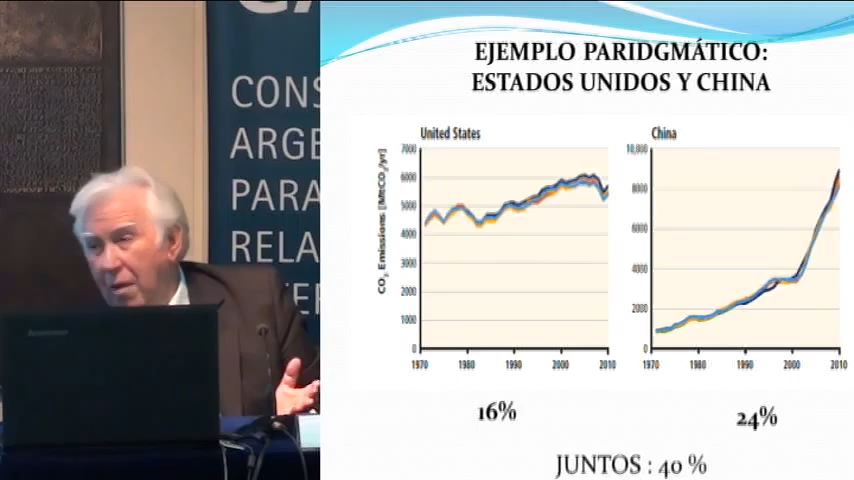 CONS
ARGE
PARA
RELA
EJEMPLO PARIDGMÁTICO:
ESTADOS UNIDOS Y CHINA
United States
CO₂ Emissions [MtCO₂/yr]
7000
6000
5000
4000
3000
2000
1000
0
1970
1980
1990
2000
2010
China
10,000
8000
6000
4000
2000
0
1970
1980
1990
2000
2010
16%
24%
JUNTOS : 40 %